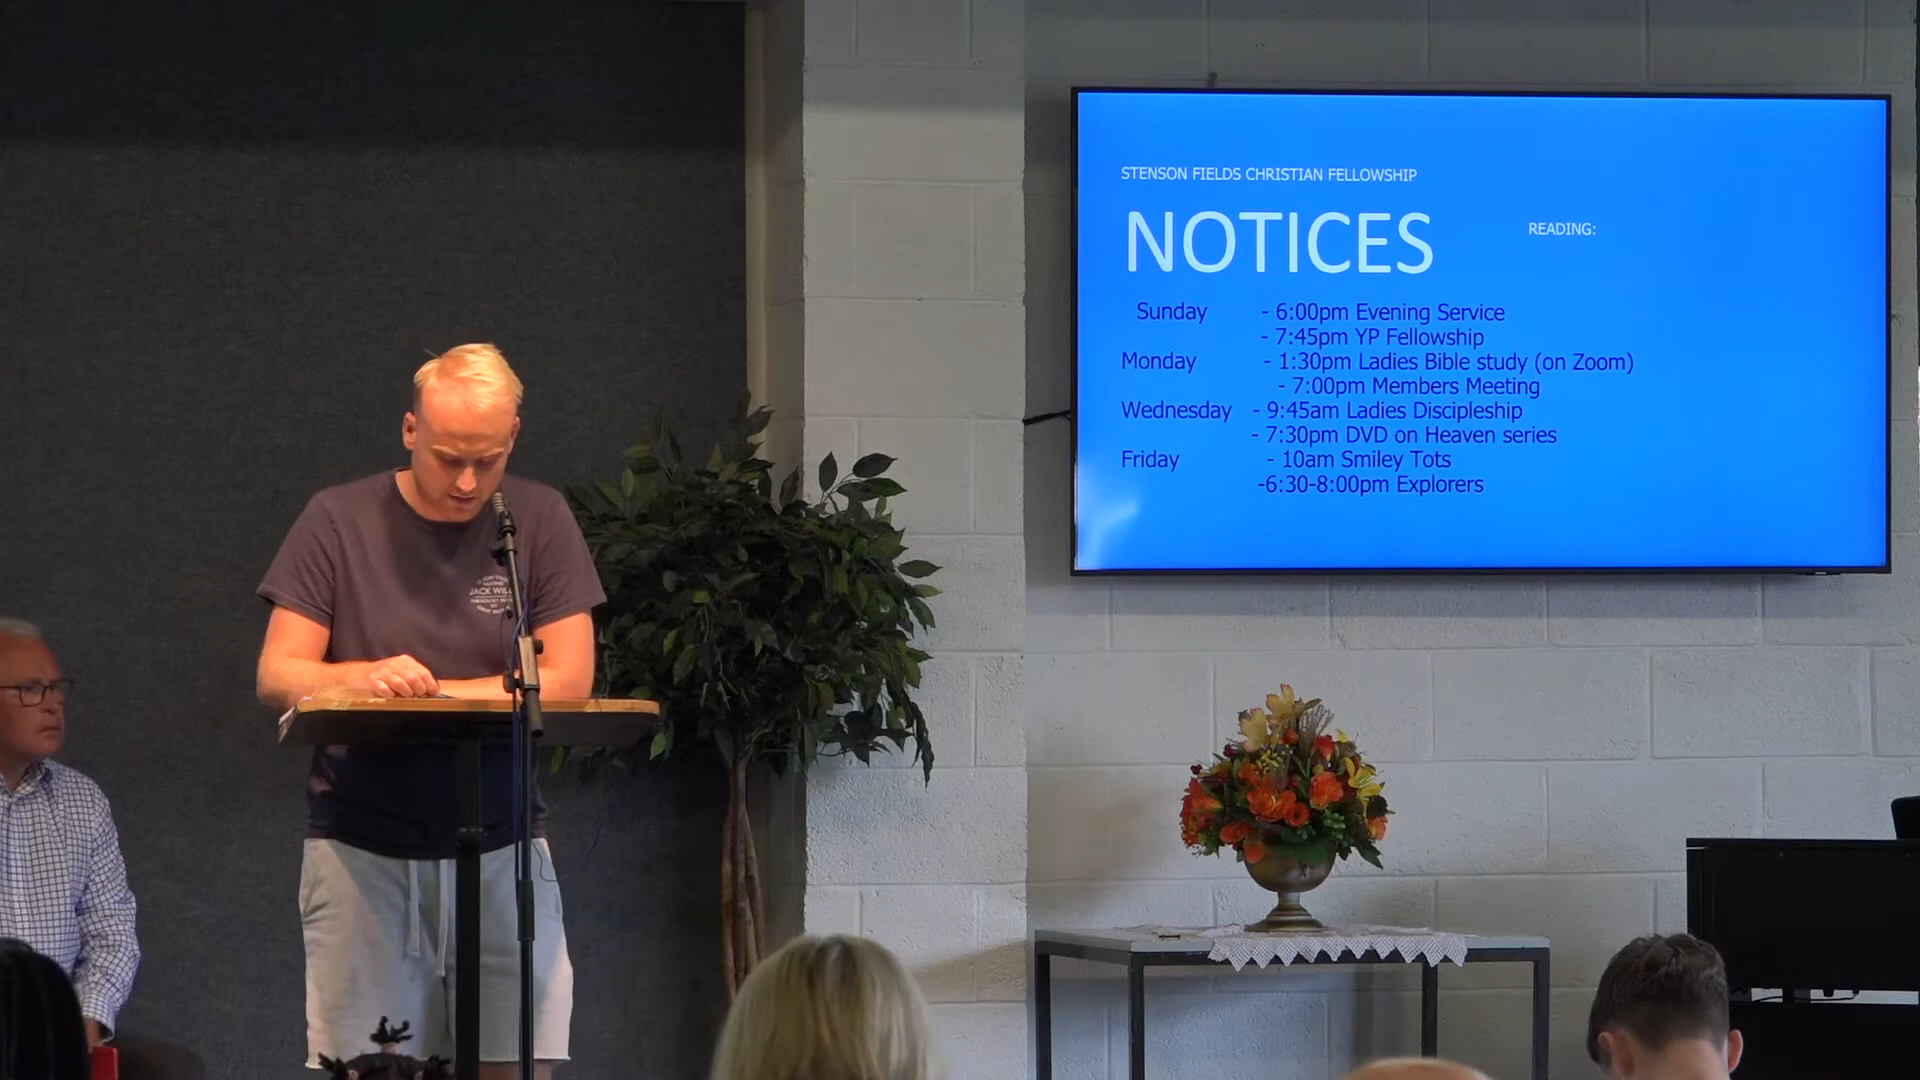 STENSON FIELDS CHRISTIAN FELLOWSHIP
NOTICES
READING:
Sunday - 6:00pm Evening Service
- 7:45pm YP Fellowship
Monday - 1:30pm Ladies Bible study (on Zoom)
- 7:00pm Members Meeting
Wednesday - 9:45am Ladies Discipleship
- 7:30pm DVD on Heaven series
Friday - 10am Smiley Tots
-6:30-8:00pm Explorers
JACK WILL